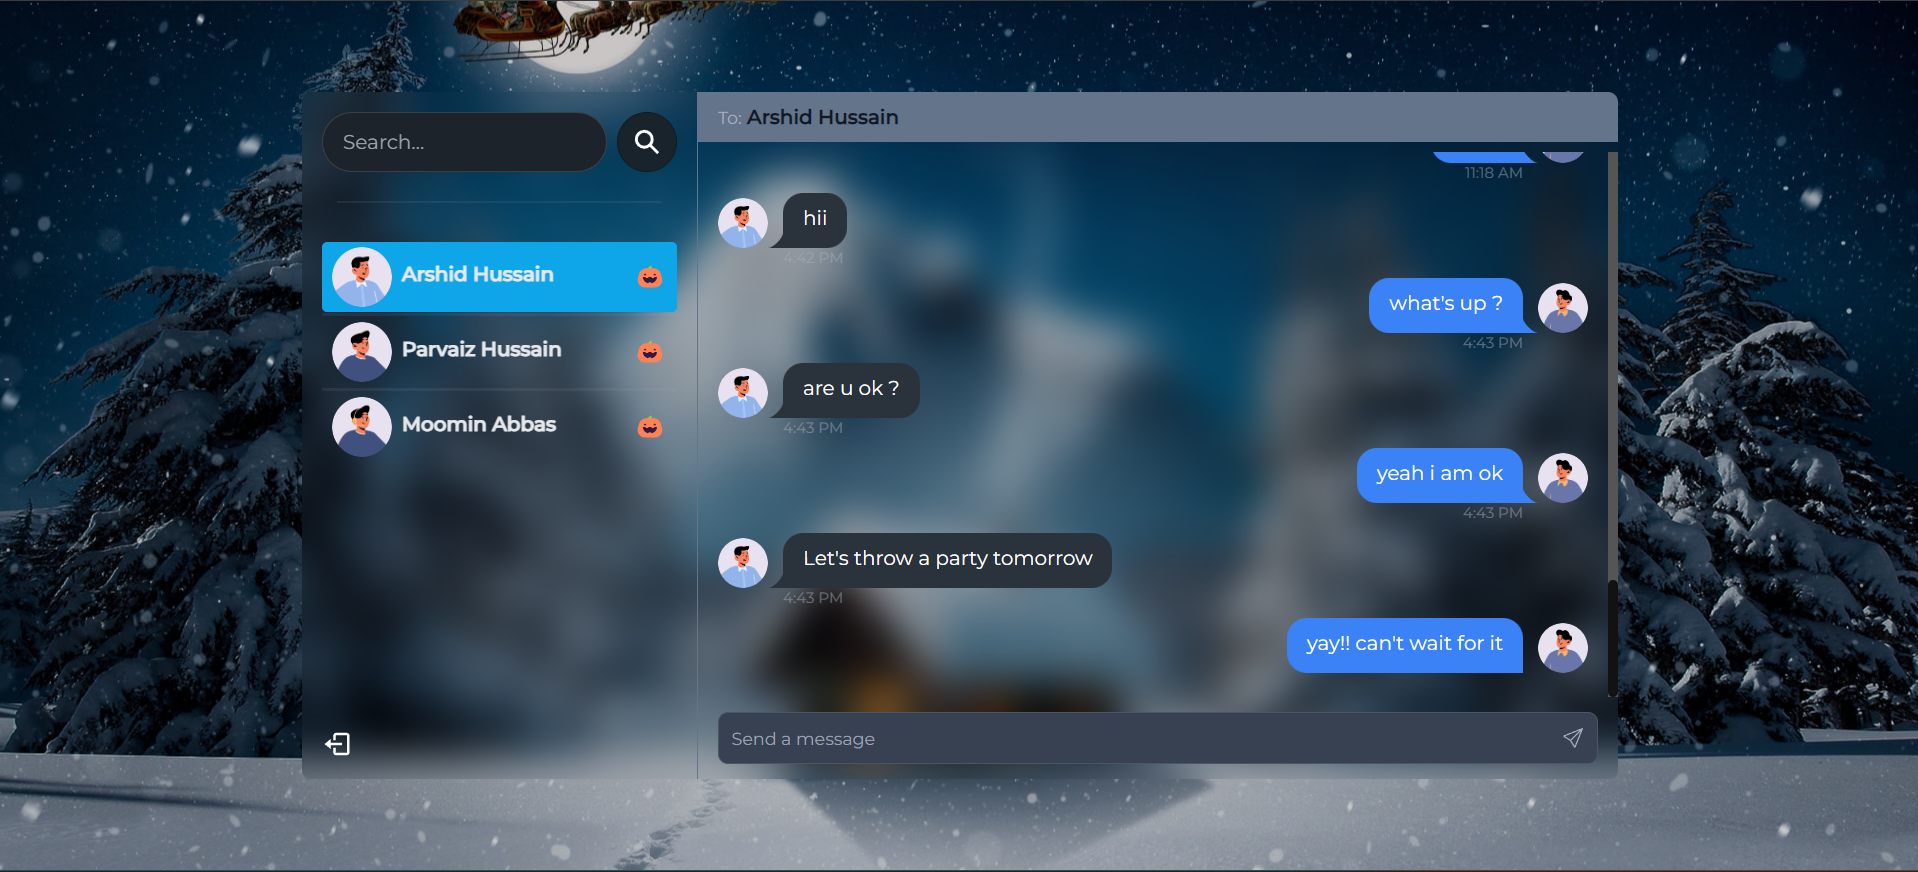 Search...
Arshid Hussain
Parvaiz Hussain
Moomin Abbas
To: Arshid Hussain
11:18 AM
hii
4:42 PM
what's up ?
4:43 PM
are u ok ?
4:43 PM
yeah i am ok
4:43 PM
Let's throw a party tomorrow
4:43 PM
yay!! can't wait for it
Send a message